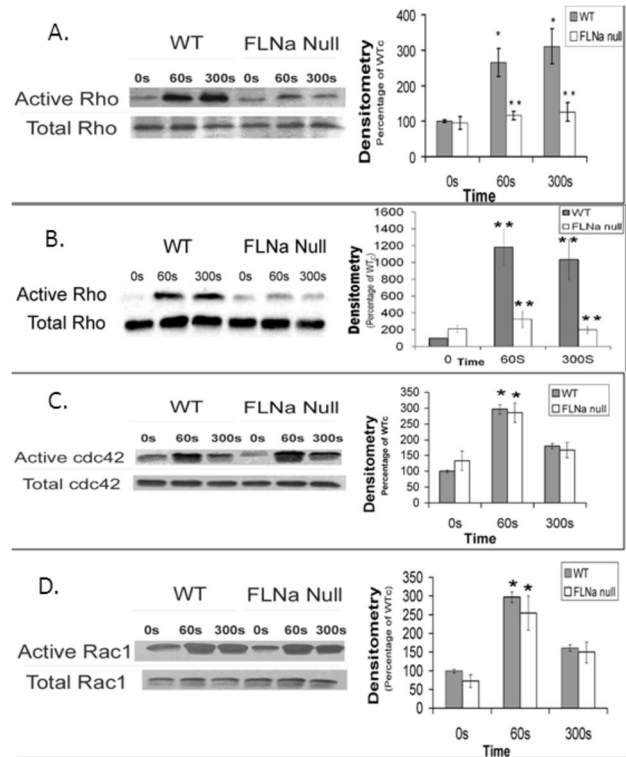 A.
WT FLNa Null
0s 60s 300s 0s 60s 300s
Active Rho
Total Rho
Densitometry
Percentage of WTc
400
300
200
100
0
* *
** **
0s 60s 300s
Time
WT
FLNa null
B.
WT FLNa Null
0s 60s 300s 0s 60s 300s
Active Rho
Total Rho
Densitometry
(Percentage of WTc)
1600
1400
1200
1000
800
600
400
200
** **
** **
0 Time 60S 300S
WT
FLNa null
C.
WT FLNa Null
0s 60s 300s 0s 60s 300s
Active cdc42
Total cdc42
Densitometry
Percentage of WTc
350
300
250
200
150
100
50
0
* *
0s 60s 300s
Time
WT
FLNa null
D.
WT FLNa Null
0s 60s 300s 0s 60s 300s
Active Rac1
Total Rac1
Densitometry
(Percentage of WTc)
350
300
250
200
150
100
50
0
* *
0s 60s 300s
Time
WT
FLNa null